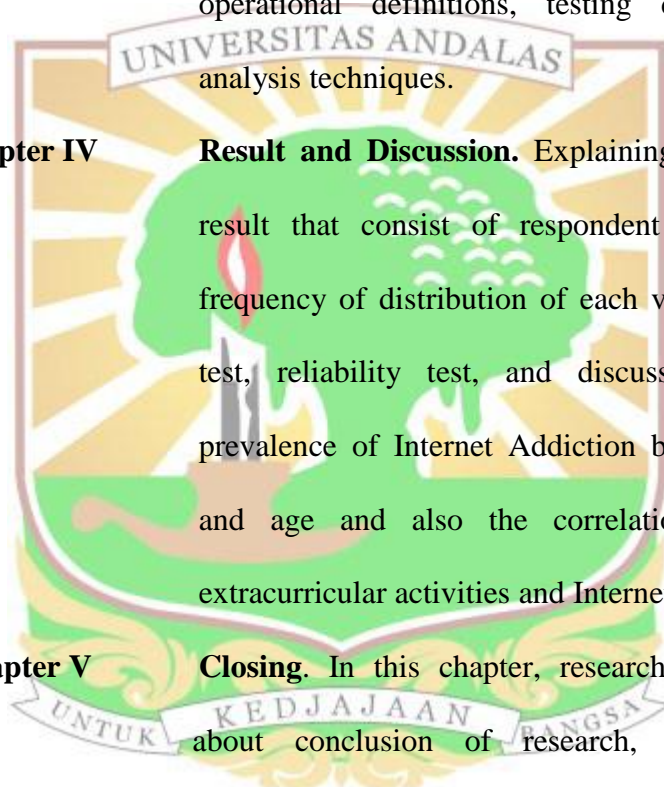 operational definitions, testing
UNIVERSITAS ANDALAS
analysis techniques.
pter IV Result and Discussion. Explaining
result that consist of respondent
frequency of distribution of each v
test, reliability test, and discuss
prevalence of Internet Addiction b
and age and also the correlatio
extracurricular activities and Interne
apter V Closing. In this chapter, research
UNTUK KEDJAJAAN BANGSA
about conclusion of research,